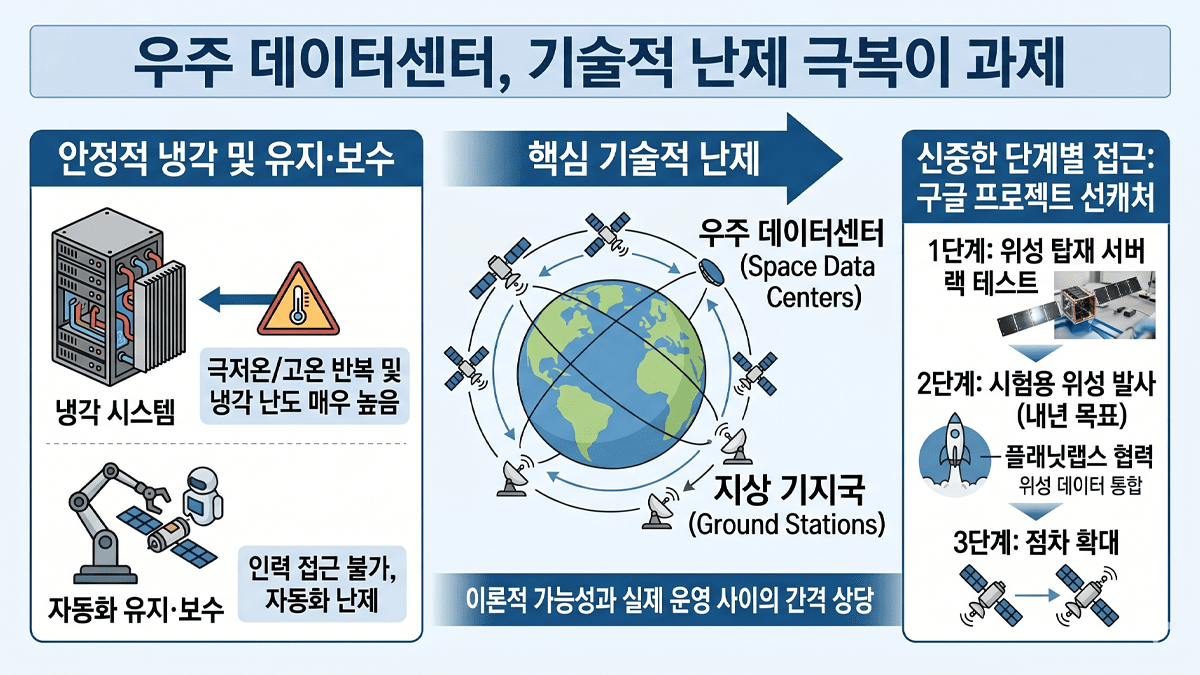 우주 데이터센터, 기술적 난제 극복이 과제
안정적 냉각 및 유지·보수
냉각 시스템
극저온/고온 반복 및
냉각 난도 매우 높음
자동화 유지·보수
인력 접근 불가,
자동화 난제
핵심 기술적 난제
우주 데이터센터
(Space Data
Centers)
지상 기지국
(Ground Stations)
이론적 가능성과 실제 운영 사이의 간격 상당
신중한 단계별 접근:
구글 프로젝트 선캐처
1단계: 위성 탑재 서버
랙 테스트
2단계: 시험용 위성 발사
(내년 목표)
플래닛랩스 협력
위성 데이터 통합
3단계: 점차 확대